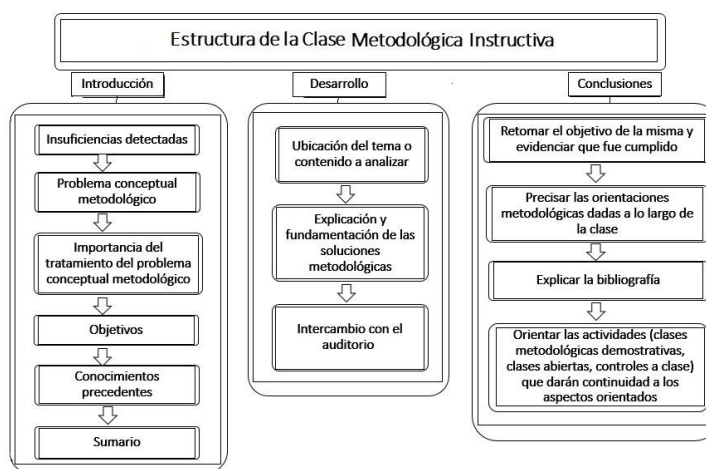 Estructura de la Clase Metodológica Instructiva
Introducción
Insuficiencias detectadas
Problema conceptual
metodológico
Importancia del
tratamiento del problema
conceptual metodológico
Objetivos
Conocimientos
precedentes
Sumario
Desarrollo
Ubicación del tema o
contenido a analizar
Explicación y
fundamentación de las
soluciones metodológicas
Intercambio con el
auditorio
Conclusiones
Retomar el objetivo de la misma y
evidenciar que fue cumplido
Precisar las orientaciones
metodológicas dadas a lo largo de
la clase
Explicar la bibliografía
Orientar las actividades (clases
metodológicas demostrativas,
clases abiertas, controles a clase)
que darán continuidad a los
aspectos orientados